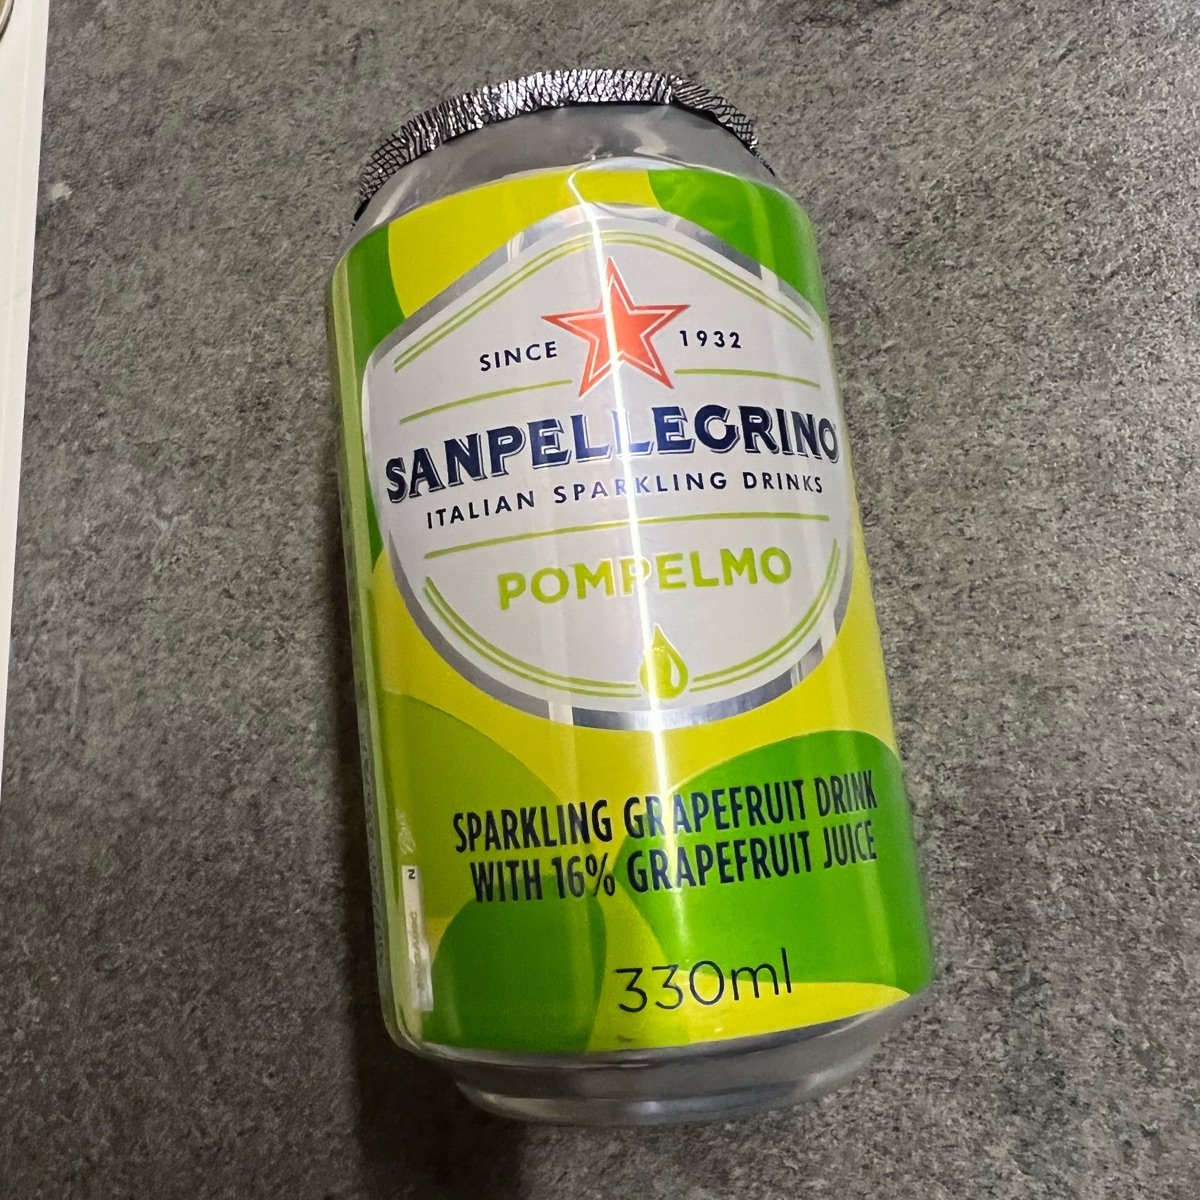 SINCE 1932
SANPELLEGRINO
ITALIAN SPARKLING DRINKS
POMPELMO
SPARKLING GRAPEFRUIT DRINK
WITH 16% GRAPEFRUIT JUICE
330ml